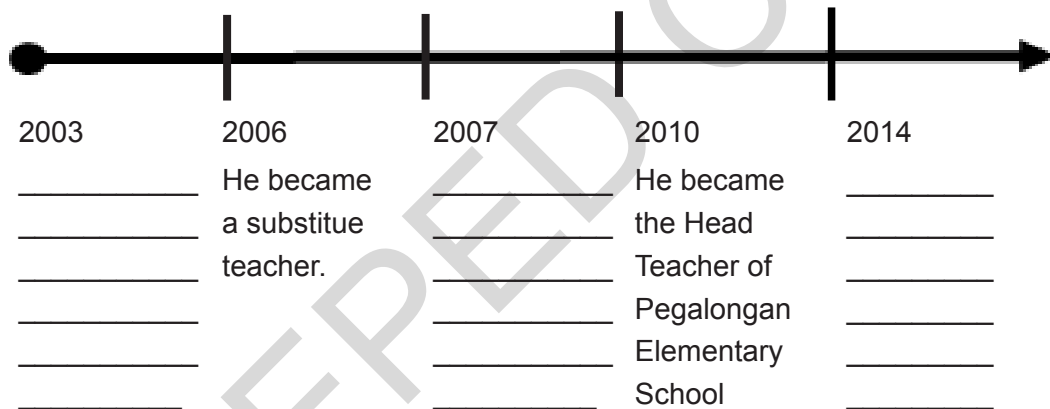 2003 2006 2007 2010 2014
He became He became
a substitue the Head
teacher. Teacher of
Pegalongan
Elementary
School